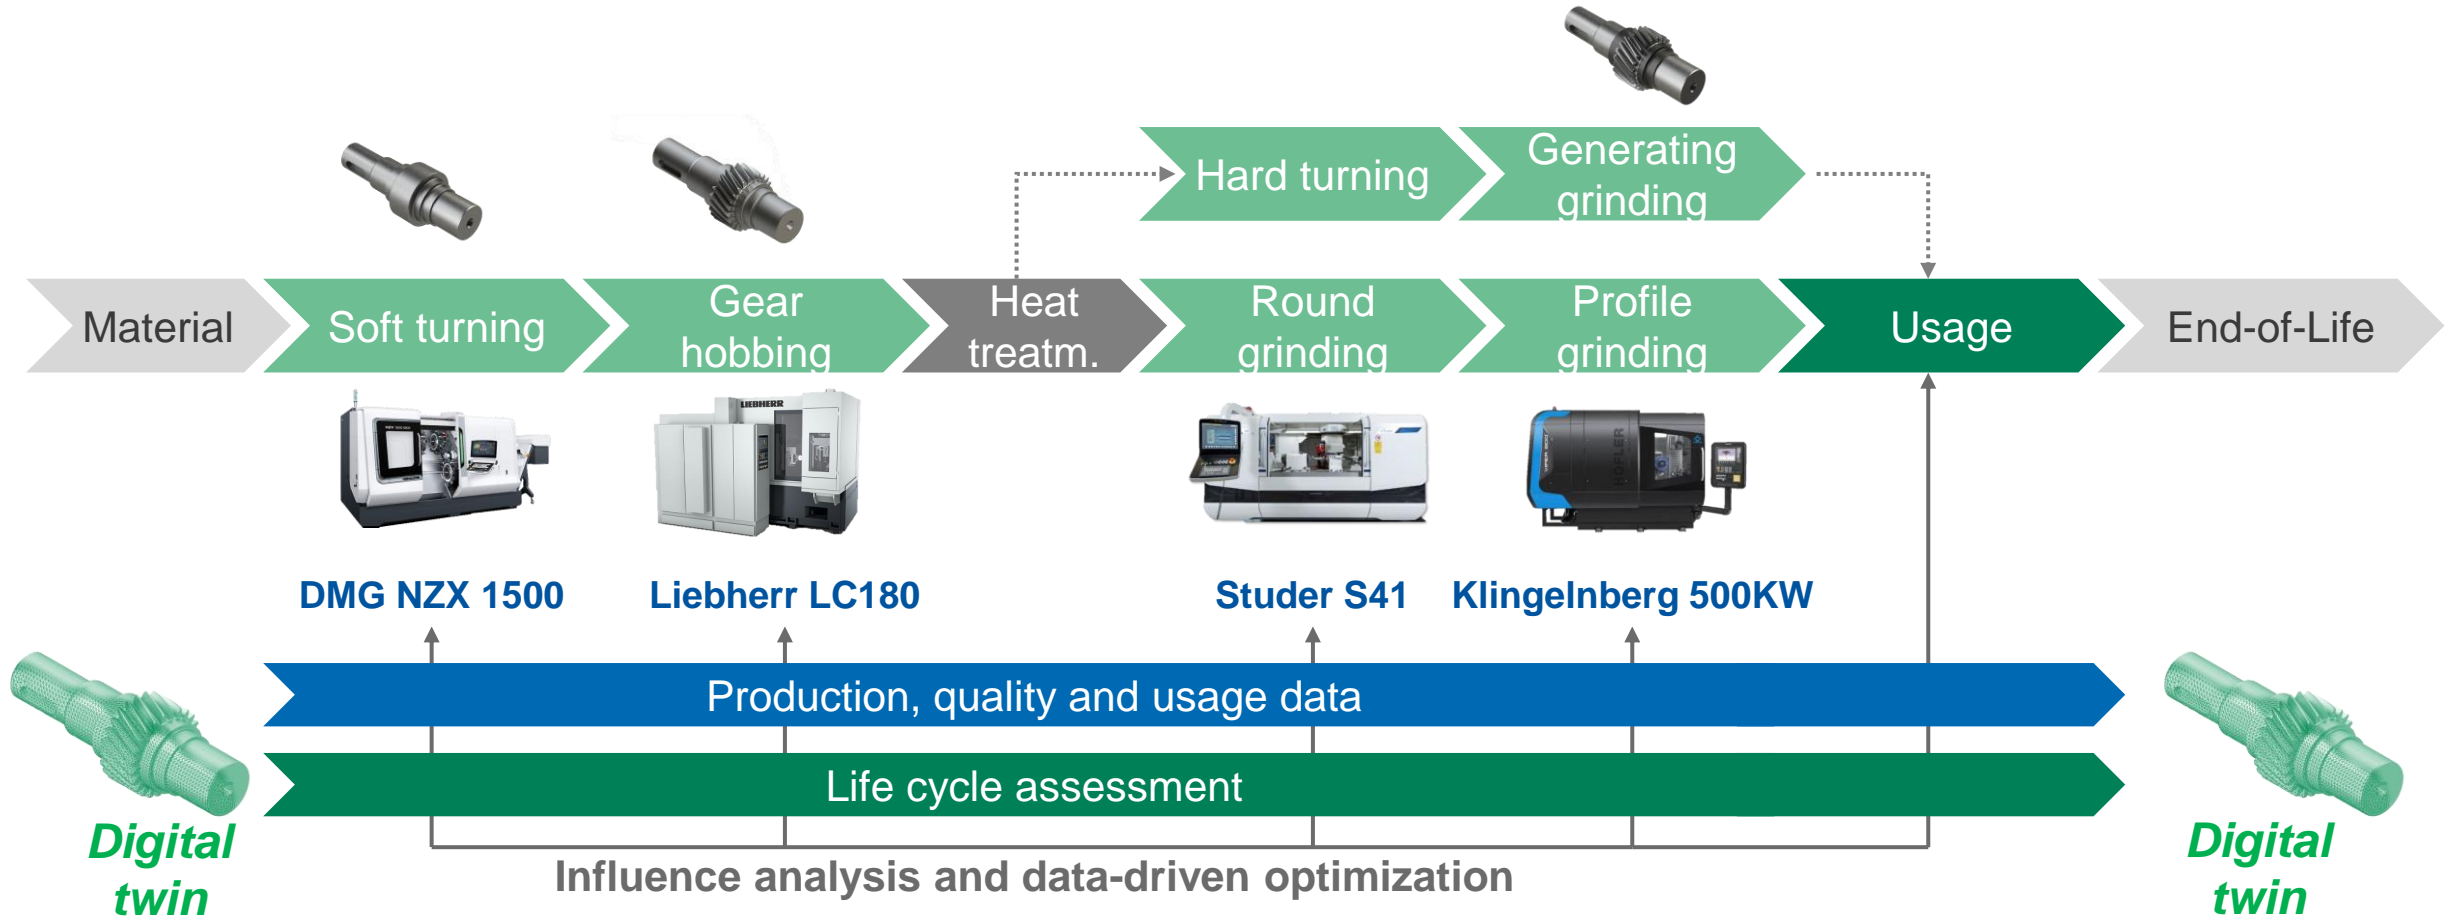 Hard turning
Generating
grinding
Material
Soft turning
Gear
hobbing
Heat
treatm.
Round
grinding
Profile
grinding
Usage
End-of-Life
LIEBHERR
HÖFLER
DMG NZX 1500
Liebherr LC180
Studer S41
Klingelnberg 500KW
Production, quality and usage data
Life cycle assessment
Digital
twin
Digital
twin
Influence analysis and data-driven optimization